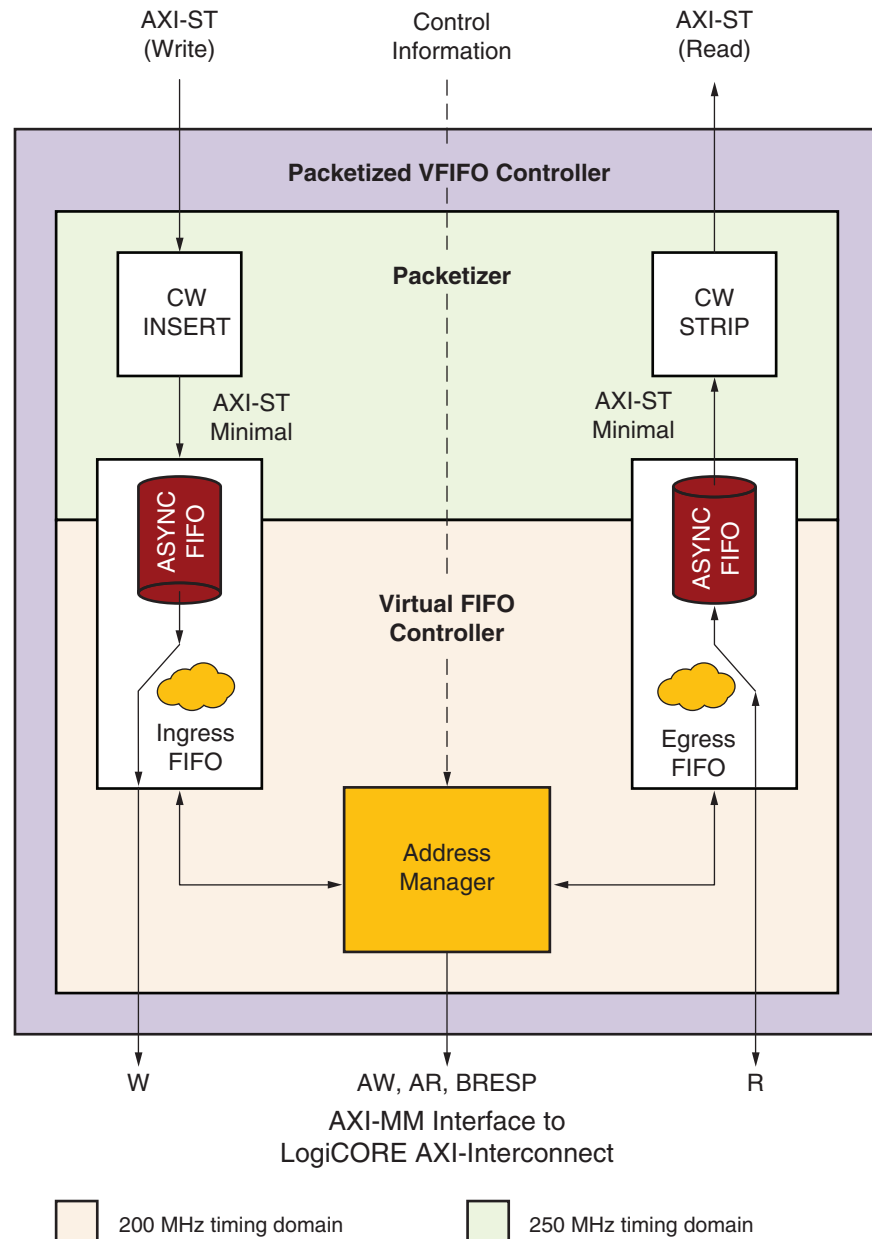 AXI-ST
(Write)
Control
Information
AXI-ST
(Read)
Packetized VFIFO Controller
Packetizer
CW
INSERT
CW
STRIP
AXI-ST
Minimal
AXI-ST
Minimal
ASYNC
FIFO
ASYNC
FIFO
Virtual FIFO
Controller
Ingress
FIFO
Egress
FIFO
Address
Manager
W
AW, AR, BRESP
R
AXI-MM Interface to
LogiCORE AXI-Interconnect
200 MHz timing domain
250 MHz timing domain